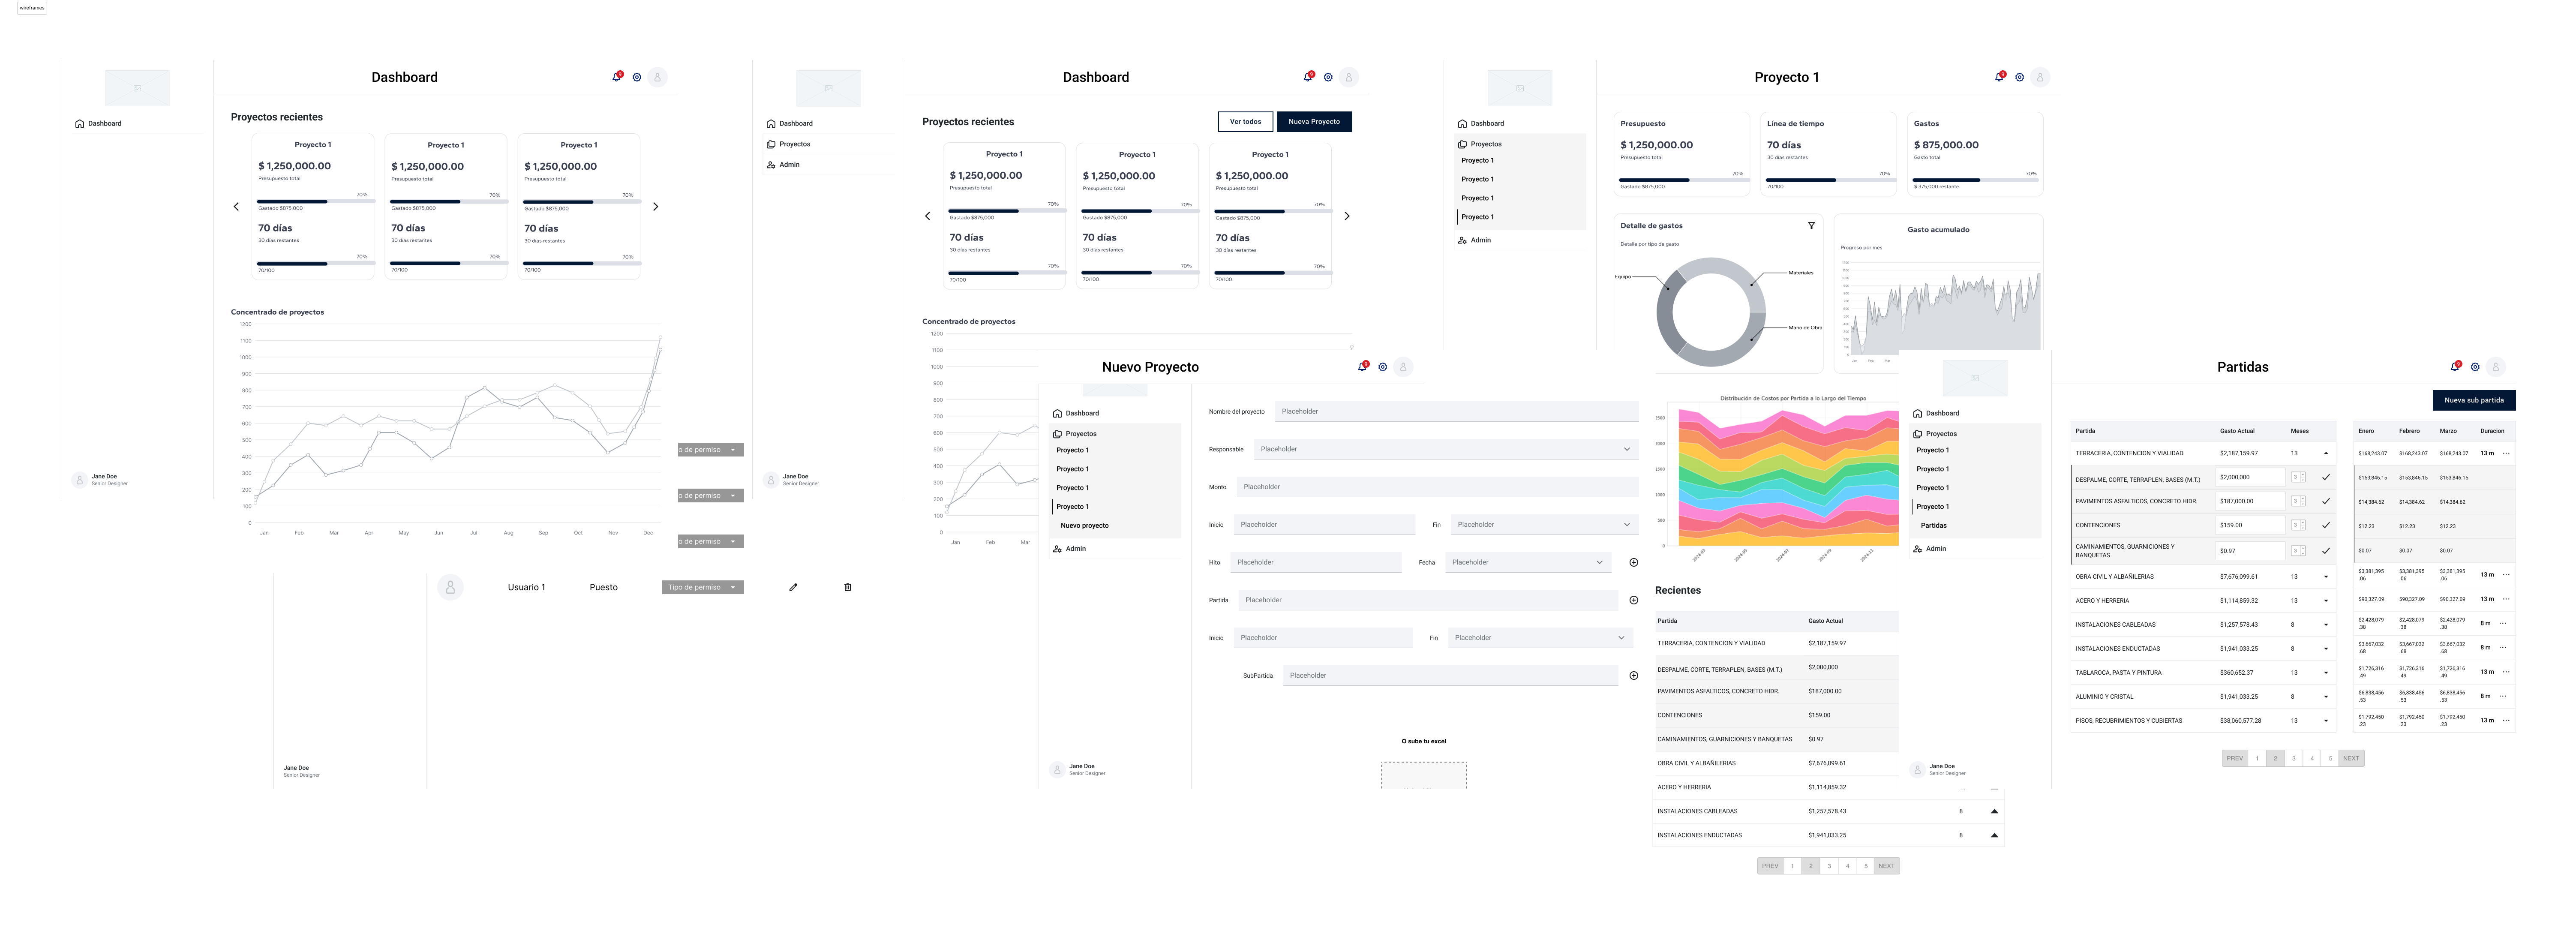 wireframes
Dashboard
Dashboard
Proyectos recientes
Proyecto 1
$ 1,250,000.00
Presupuesto total
70%
Gastado $875,000
70 días
30 días restantes
70%
70/100
Proyecto 1
$ 1,250,000.00
Presupuesto total
70%
Gastado $875,000
70 días
30 días restantes
70%
70/100
Proyecto 1
$ 1,250,000.00
Presupuesto total
70%
Gastado $875,000
70 días
30 días restantes
70%
70/100
Concentrado de proyectos
1200
1100
1000
900
800
700
600
500
400
300
200
100
0
Jan Feb Mar Apr May Jun Jul Aug Sep Oct Nov Dec
Jane Doe
Senior Designer
o de permiso
o de permiso
o de permiso
Usuario 1 Puesto Tipo de permiso
Jane Doe
Senior Designer
Dashboard
Dashboard
Proyectos
Admin
Proyectos recientes
Ver todos
Nueva Proyecto
Proyecto 1
$ 1,250,000.00
Presupuesto total
70%
Gastado $875,000
70 días
30 días restantes
70%
70/100
Proyecto 1
$ 1,250,000.00
Presupuesto total
70%
Gastado $875,000
70 días
30 días restantes
70%
70/100
Proyecto 1
$ 1,250,000.00
Presupuesto total
70%
Gastado $875,000
70 días
30 días restantes
70%
70/100
Concentrado de proyectos
1200
1100
1000
900
800
700
600
500
400
300
200
100
0
Jan Feb Mar
Jane Doe
Senior Designer
Nuevo Proyecto
Dashboard
Proyectos
Proyecto 1
Proyecto 1
Proyecto 1
Proyecto 1
Nuevo proyecto
Admin
Jane Doe
Senior Designer
Nombre del proyecto Placeholder
Responsable Placeholder
Monto Placeholder
Inicio Placeholder Fin Placeholder
Hito Placeholder Fecha Placeholder
Partida Placeholder
Inicio Placeholder Fin Placeholder
SubPartida Placeholder
O sube tu excel
Proyecto 1
Dashboard
Proyectos
Proyecto 1
Proyecto 1
Proyecto 1
Proyecto 1
Admin
Presupuesto
$ 1,250,000.00
Presupuesto total
70%
Gastado $875,000
Línea de tiempo
70 días
30 días restantes
70%
70/100
Gastos
$ 875,000.00
Gasto total
70%
$ 375,000 restante
Detalle de gastos
Detalle por tipo de gasto
Equipo
Materiales
Mano de Obra
Gasto acumulado
Progreso por mes
Distribución de Costos por Partida a lo Largo del Tiempo
2500
2000
1500
1000
500
0
2024-03 2024-05 2024-07 2024-09 2024-11
Recientes
Partida Gasto Actual
TERRACERIA, CONTENCION Y VIALIDAD $2,187,159.97
DESPALME, CORTE, TERRAPLEN, BASES (M.T.) $2,000,000
PAVIMENTOS ASFALTICOS, CONCRETO HIDR. $187,000.00
CONTENCIONES $159.00
CAMINAMIENTOS, GUARNICIONES Y BANQUETAS $0.97
OBRA CIVIL Y ALBAÑILERIAS $7,676,099.61
ACERO Y HERRERIA $1,114,859.32
INSTALACIONES CABLEADAS $1,257,578.43 8
INSTALACIONES ENDUCTADAS $1,941,033.25 8
PREV 1 2 3 4 5 NEXT
Partidas
Dashboard
Proyectos
Proyecto 1
Proyecto 1
Proyecto 1
Proyecto 1
Partidas
Admin
Jane Doe
Senior Designer
Nueva sub partida
Partida Gasto Actual Meses Enero Febrero Marzo Duracion
TERRACERIA, CONTENCION Y VIALIDAD $2,187,159.97 13 $168,243.07 $168,243.07 $168,243.07 13 m ...
DESPALME, CORTE, TERRAPLEN, BASES (M.T.) $2,000,000 3 $153,846.15 $153,846.15 $153,846.15
PAVIMENTOS ASFALTICOS, CONCRETO HIDR. $187,000.00 3 $14,384.62 $14,384.62 $14,384.62
CONTENCIONES $159.00 3 $12.23 $12.23 $12.23
CAMINAMIENTOS, GUARNICIONES Y
BANQUETAS $0.97 3 $0.07 $0.07 $0.07
OBRA CIVIL Y ALBAÑILERIAS $7,676,099.61 13 $3,381,395.06 $3,381,395.06 $3,381,395.06 13 m ...
ACERO Y HERRERIA $1,114,859.32 13 $90,327.09 $90,327.09 $90,327.09 13 m ...
INSTALACIONES CABLEADAS $1,257,578.43 8 $2,428,079.38 $2,428,079.38 $2,428,079.38 8 m ...
INSTALACIONES ENDUCTADAS $1,941,033.25 8 $3,667,032.68 $3,667,032.68 $3,667,032.68 8 m ...
TABLAROCA, PASTA Y PINTURA $360,652.37 13 $1,726,316.49 $1,726,316.49 $1,726,316.49 13 m ...
ALUMINIO Y CRISTAL $1,941,033.25 8 $6,838,456.53 $6,838,456.53 $6,838,456.53 8 m ...
PISOS, RECUBRIMIENTOS Y CUBIERTAS $38,060,577.28 13 $1,792,450.23 $1,792,450.23 $1,792,450.23 13 m ...
PREV 1 2 3 4 5 NEXT